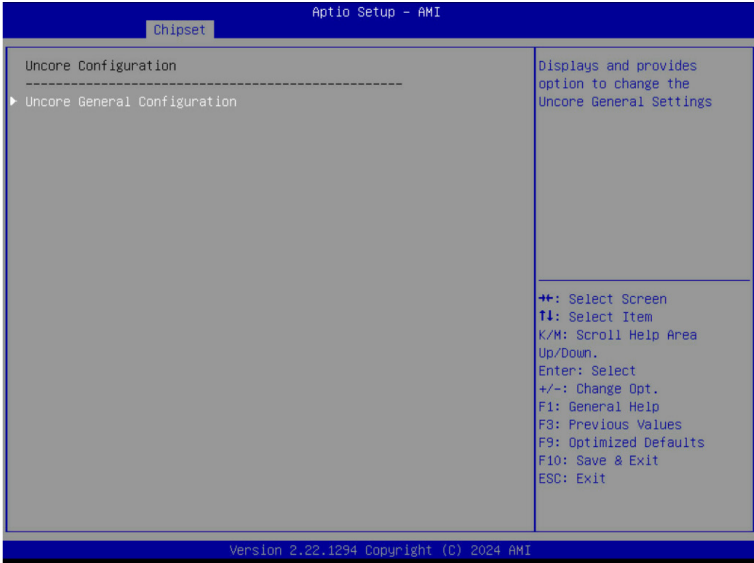 Aptio Setup – AMI
Chipset
Uncore Configuration
--------------------------------------------------
Uncore General Configuration
Displays and provides
option to change the
Uncore General Settings
→←: Select Screen
↑↓: Select Item
K/M: Scroll Help Area
Up/Down.
Enter: Select
+/-: Change Opt.
F1: General Help
F3: Previous Values
F9: Optimized Defaults
F10: Save & Exit
ESC: Exit
Version 2.22.1294 Copyright (C) 2024 AMI